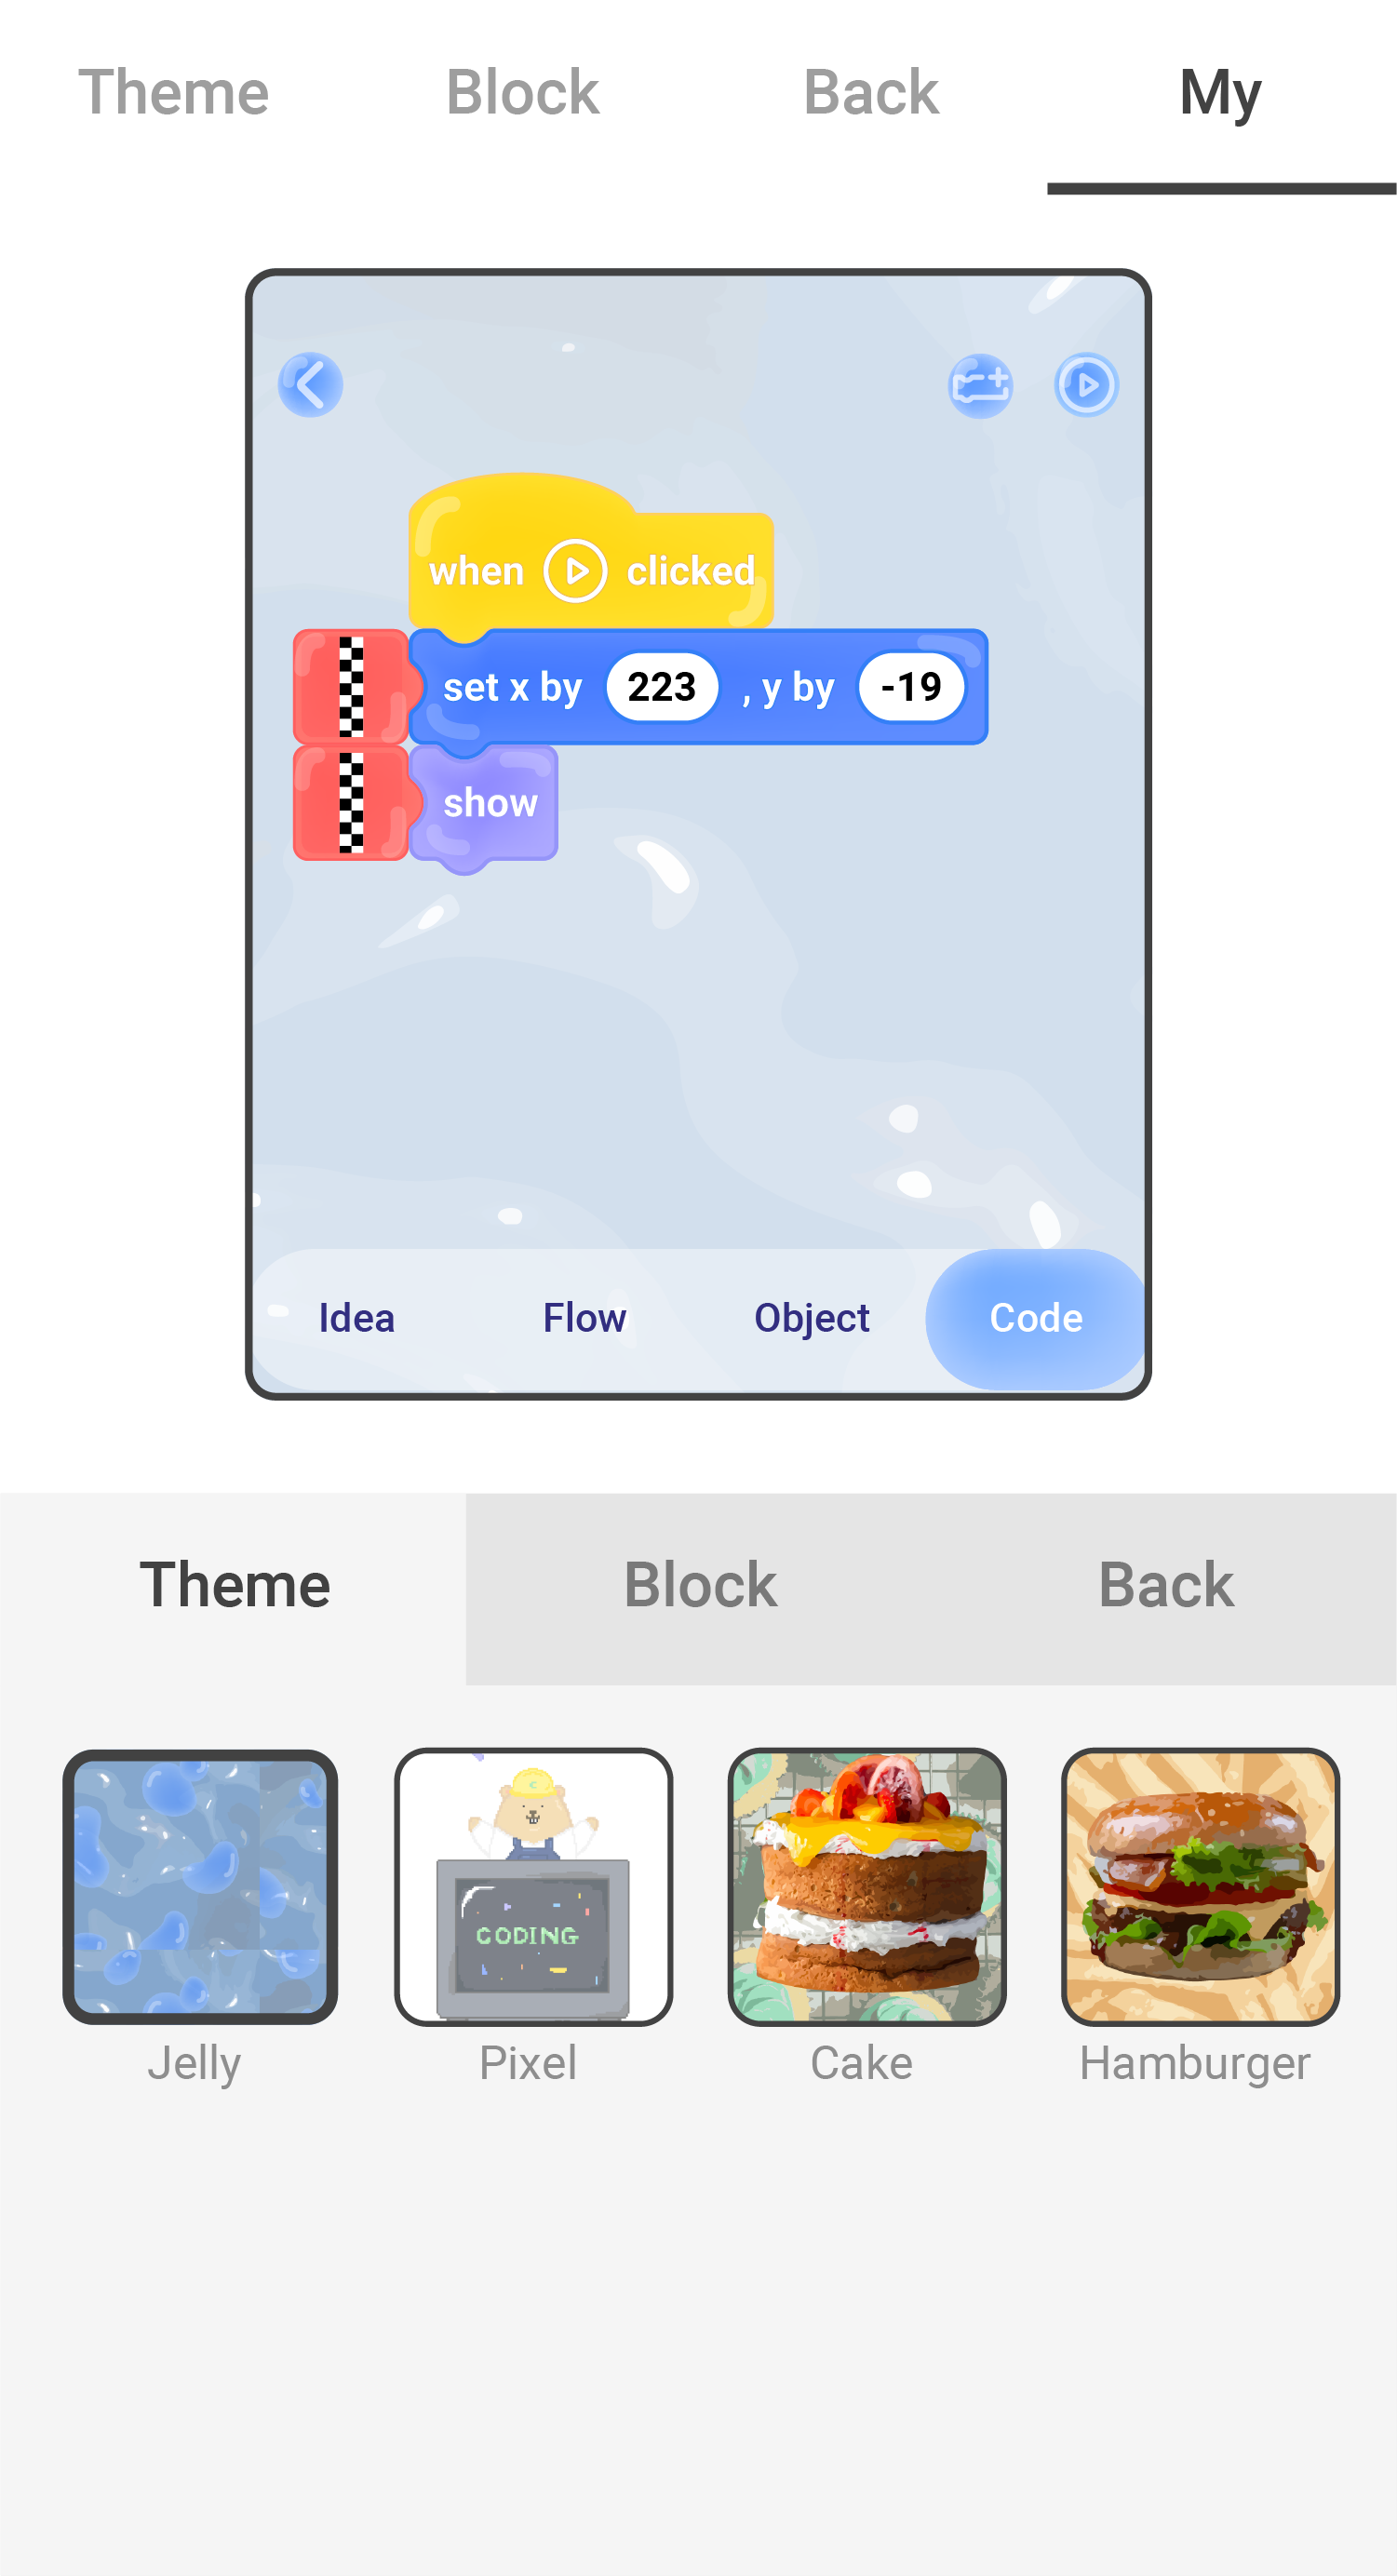 Theme Block Back My
when clicked
set x by 223 , y by -19
show
Idea Flow Object Code
Theme Block Back
CODING
Jelly Pixel Cake Hamburger